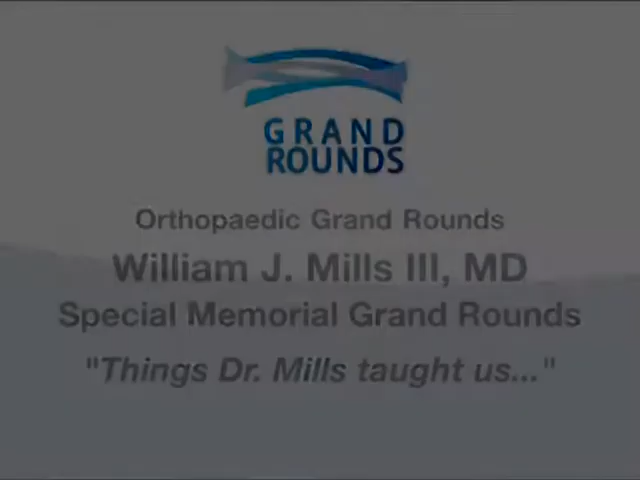 GRAND
ROUNDS
Orthopaedic Grand Rounds
William J. Mills III, MD
Special Memorial Grand Rounds
"Things Dr. Mills taught us..."